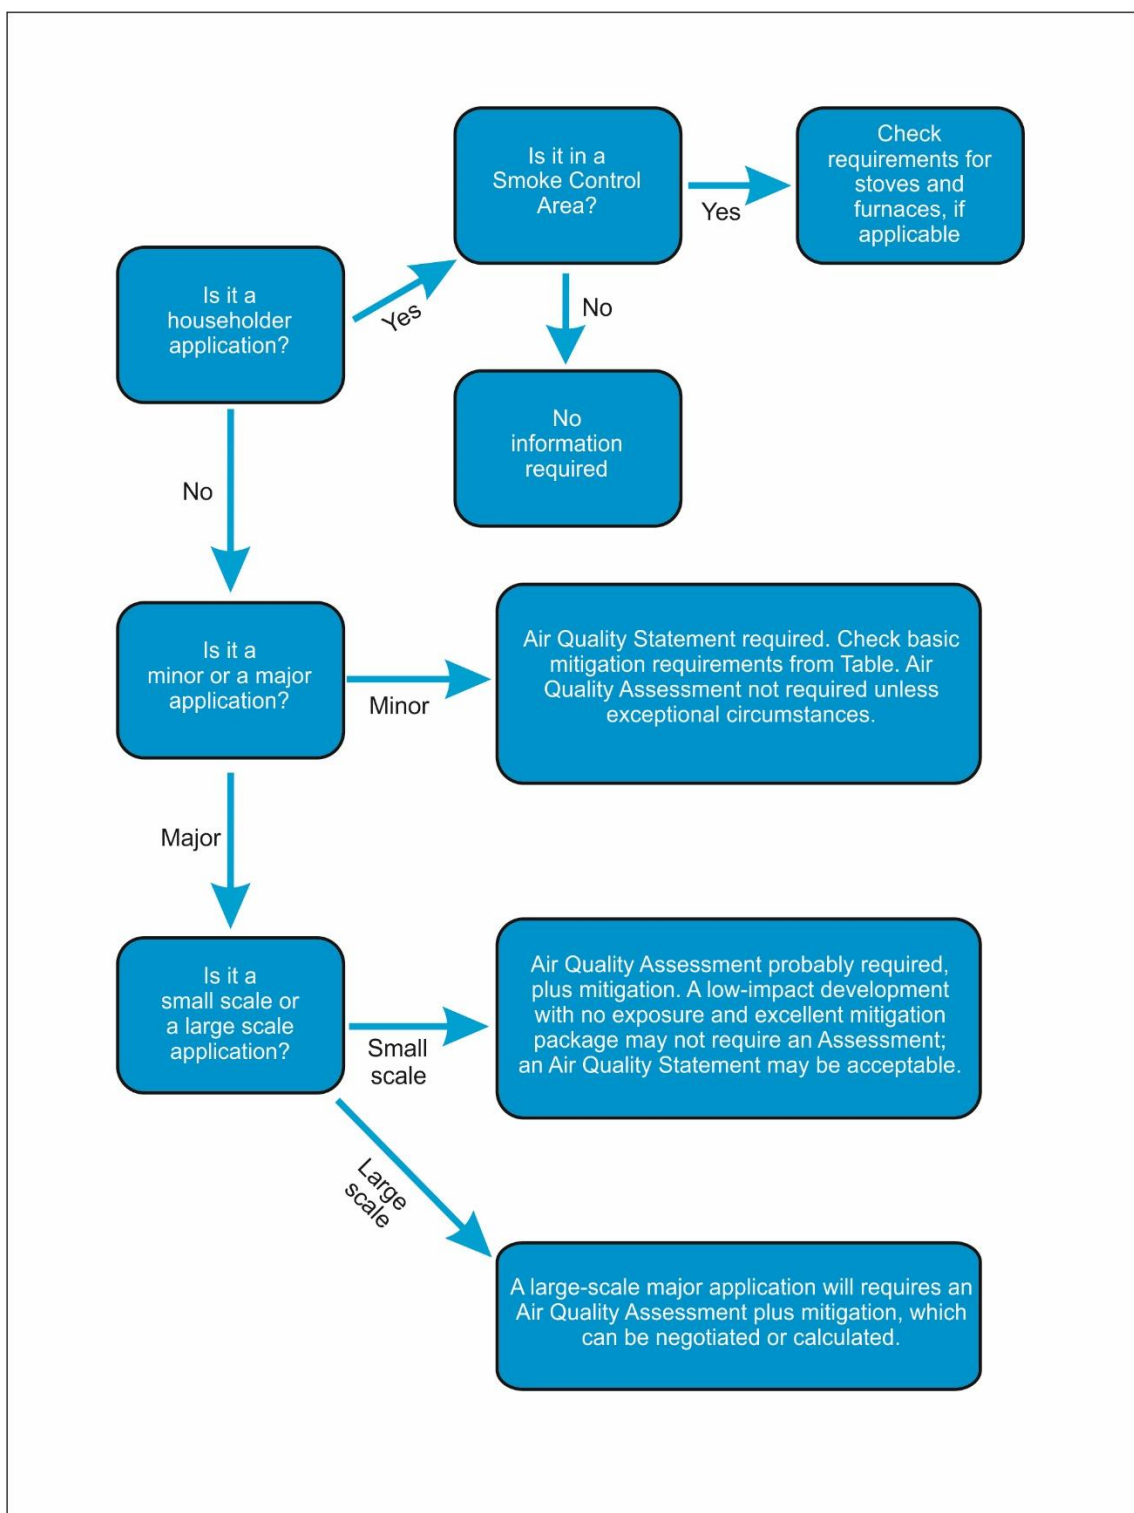 Is it in a
Smoke Control
Area?
Yes
Check
requirements for
stoves and
furnaces, if
applicable
Is it a
householder
application?
Yes
No
No
information
required
No
Is it a
minor or a major
application?
Minor
Air Quality Statement required. Check basic
mitigation requirements from Table. Air
Quality Assessment not required unless
exceptional circumstances.
Major
Is it a
small scale or
a large scale
application?
Small
scale
Air Quality Assessment probably required,
plus mitigation. A low-impact development
with no exposure and excellent mitigation
package may not require an Assessment;
an Air Quality Statement may be acceptable.
Large
scale
A large-scale major application will requires an
Air Quality Assessment plus mitigation, which
can be negotiated or calculated.